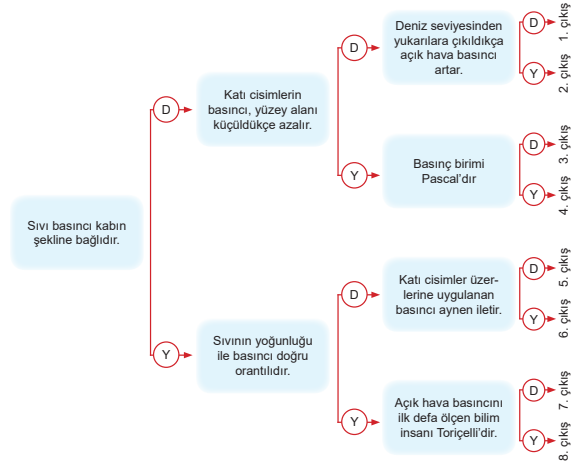 Sıvı basıncı kabın
şekline bağlıdır.
D
Y
Katı cisimlerin
basıncı, yüzey alanı
küçüldükçe azalır.
D
Y
Sıvının yoğunluğu
ile basıncı doğru
orantılıdır.
D
Y
Deniz seviyesinden
yukarılara çıkıldıkça
açık hava basıncı
artar.
D
Y
1. çıkış
2. çıkış
Basınç birimi
Pascal'dır
D
Y
3. çıkış
4. çıkış
Katı cisimler üzer-
lerine uygulanan
basıncı aynen iletir.
D
Y
5. çıkış
6. çıkış
Açık hava basıncını
ilk defa ölçen bilim
insanı Toriçelli'dir.
D
Y
7. çıkış
8. çıkış